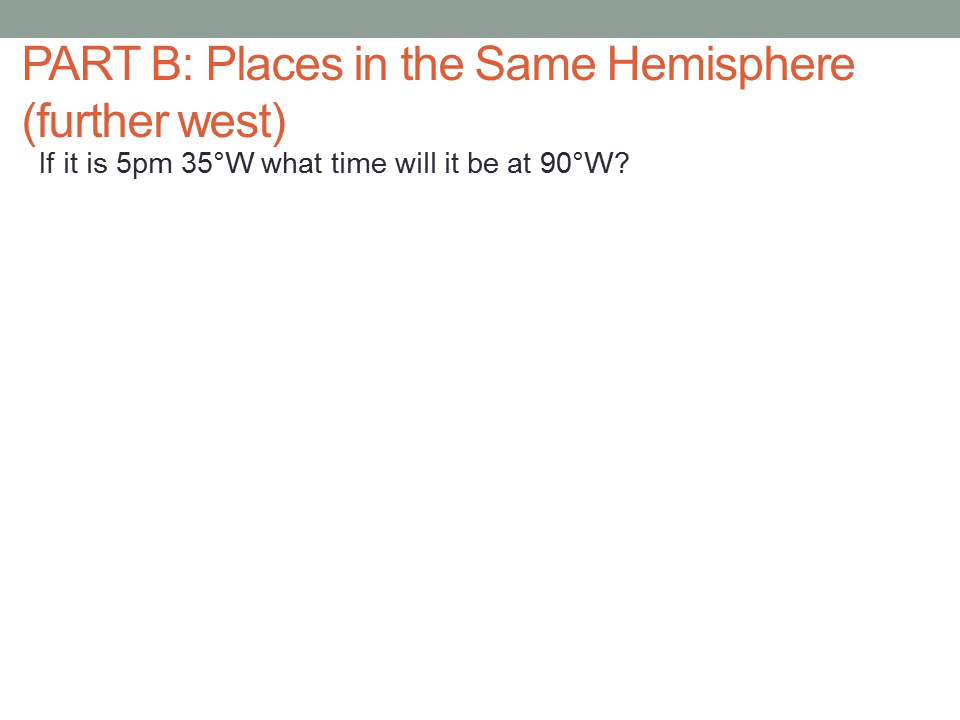 PART B: Places in the Same Hemisphere
(further west)
If it is 5pm 35°W what time will it be at 90°W?